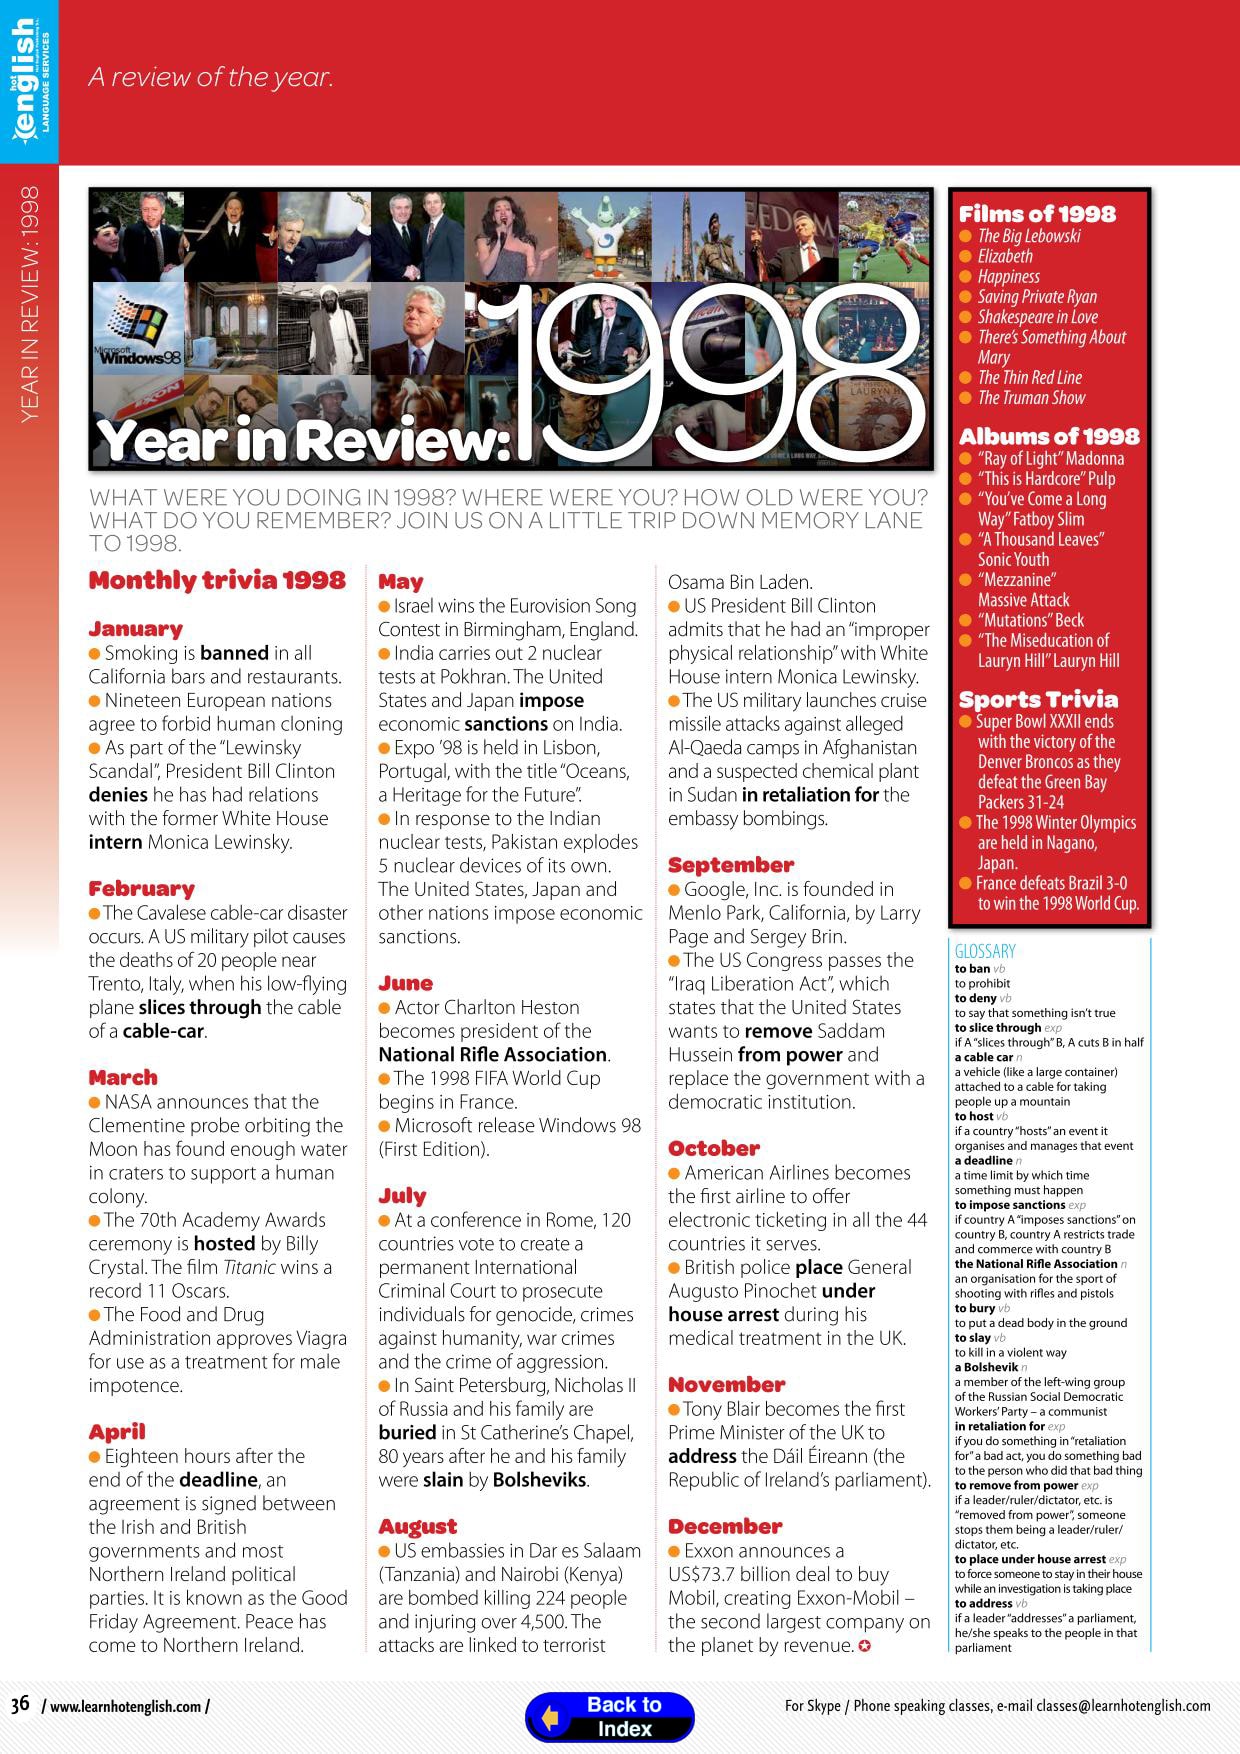 hot
english
LANGUAGE SERVICES
A review of the year.
YEAR IN REVIEW: 1998
EEDOM
Microsoft
Windows98
EXON
LAURYN H
Year in Review: 1998
WHAT WERE YOU DOING IN 1998? WHERE WERE YOU? HOW OLD WERE YOU?
WHAT DO YOU REMEMBER? JOIN US ON A LITTLE TRIP DOWN MEMORY LANE
TO 1998.
Monthly trivia 1998
January
Smoking is banned in all
California bars and restaurants.
Nineteen European nations
agree to forbid human cloning
As part of the “Lewinsky
Scandal”, President Bill Clinton
denies he has had relations
with the former White House
intern Monica Lewinsky.
February
The Cavalese cable-car disaster
occurs. A US military pilot causes
the deaths of 20 people near
Trento, Italy, when his low-flying
plane slices through the cable
of a cable-car.
March
NASA announces that the
Clementine probe orbiting the
Moon has found enough water
in craters to support a human
colony.
The 70th Academy Awards
ceremony is hosted by Billy
Crystal. The film Titanic wins a
record 11 Oscars.
The Food and Drug
Administration approves Viagra
for use as a treatment for male
impotence.
April
Eighteen hours after the
end of the deadline, an
agreement is signed between
the Irish and British
governments and most
Northern Ireland political
parties. It is known as the Good
Friday Agreement. Peace has
come to Northern Ireland.
May
Israel wins the Eurovision Song
Contest in Birmingham, England.
India carries out 2 nuclear
tests at Pokhran. The United
States and Japan impose
economic sanctions on India.
Expo ’98 is held in Lisbon,
Portugal, with the title “Oceans,
a Heritage for the Future”.
In response to the Indian
nuclear tests, Pakistan explodes
5 nuclear devices of its own.
The United States, Japan and
other nations impose economic
sanctions.
June
Actor Charlton Heston
becomes president of the
National Rifle Association.
The 1998 FIFA World Cup
begins in France.
Microsoft release Windows 98
(First Edition).
July
At a conference in Rome, 120
countries vote to create a
permanent International
Criminal Court to prosecute
individuals for genocide, crimes
against humanity, war crimes
and the crime of aggression.
In Saint Petersburg, Nicholas II
of Russia and his family are
buried in St Catherine’s Chapel,
80 years after he and his family
were slain by Bolsheviks.
August
US embassies in Dar es Salaam
(Tanzania) and Nairobi (Kenya)
are bombed killing 224 people
and injuring over 4,500. The
attacks are linked to terrorist
Osama Bin Laden.
US President Bill Clinton
admits that he had an “improper
physical relationship” with White
House intern Monica Lewinsky.
The US military launches cruise
missile attacks against alleged
Al-Qaeda camps in Afghanistan
and a suspected chemical plant
in Sudan in retaliation for the
embassy bombings.
September
Google, Inc. is founded in
Menlo Park, California, by Larry
Page and Sergey Brin.
The US Congress passes the
“Iraq Liberation Act”, which
states that the United States
wants to remove Saddam
Hussein from power and
replace the government with a
democratic institution.
October
American Airlines becomes
the first airline to offer
electronic ticketing in all the 44
countries it serves.
British police place General
Augusto Pinochet under
house arrest during his
medical treatment in the UK.
November
Tony Blair becomes the first
Prime Minister of the UK to
address the Dáil Éireann (the
Republic of Ireland’s parliament).
December
Exxon announces a
US$73.7 billion deal to buy
Mobil, creating Exxon-Mobil –
the second largest company on
the planet by revenue.
Films of 1998
The Big Lebowski
Elizabeth
Happiness
Saving Private Ryan
Shakespeare in Love
There’s Something About
Mary
The Thin Red Line
The Truman Show
Albums of 1998
“Ray of Light” Madonna
“This is Hardcore” Pulp
“You’ve Come a Long
Way” Fatboy Slim
“A Thousand Leaves”
Sonic Youth
“Mezzanine”
Massive Attack
“Mutations” Beck
“The Miseducation of
Lauryn Hill” Lauryn Hill
Sports Trivia
Super Bowl XXXII ends
with the victory of the
Denver Broncos as they
defeat the Green Bay
Packers 31-24
The 1998 Winter Olympics
are held in Nagano,
Japan.
France defeats Brazil 3-0
to win the 1998 World Cup.
GLOSSARY
to ban vb
to prohibit
to deny vb
to say that something isn’t true
to slice through exp
if A “slices through” B, A cuts B in half
a cable car n
a vehicle (like a large container)
attached to a cable for taking
people up a mountain
to host vb
if a country “hosts” an event it
organises and manages that event
a deadline n
a time limit by which time
something must happen
to impose sanctions exp
if country A “imposes sanctions” on
country B, country A restricts trade
and commerce with country B
the National Rifle Association n
an organisation for the sport of
shooting with rifles and pistols
to bury vb
to put a dead body in the ground
to slay vb
to kill in a violent way
a Bolshevik n
a member of the left-wing group
of the Russian Social Democratic
Workers’ Party – a communist
in retaliation for exp
if you do something in “retaliation
for” a bad act, you do something bad
to the person who did that bad thing
to remove from power exp
if a leader/ruler/dictator, etc. is
“removed from power”, someone
stops them being a leader/ruler/
dictator, etc.
to place under house arrest exp
to force someone to stay in their house
while an investigation is taking place
to address vb
if a leader “addresses” a parliament,
he/she speaks to the people in that
parliament
36 / www.learnhotenglish.com /
Back to
Index
For Skype / Phone speaking classes, e-mail classes@learnhotenglish.com